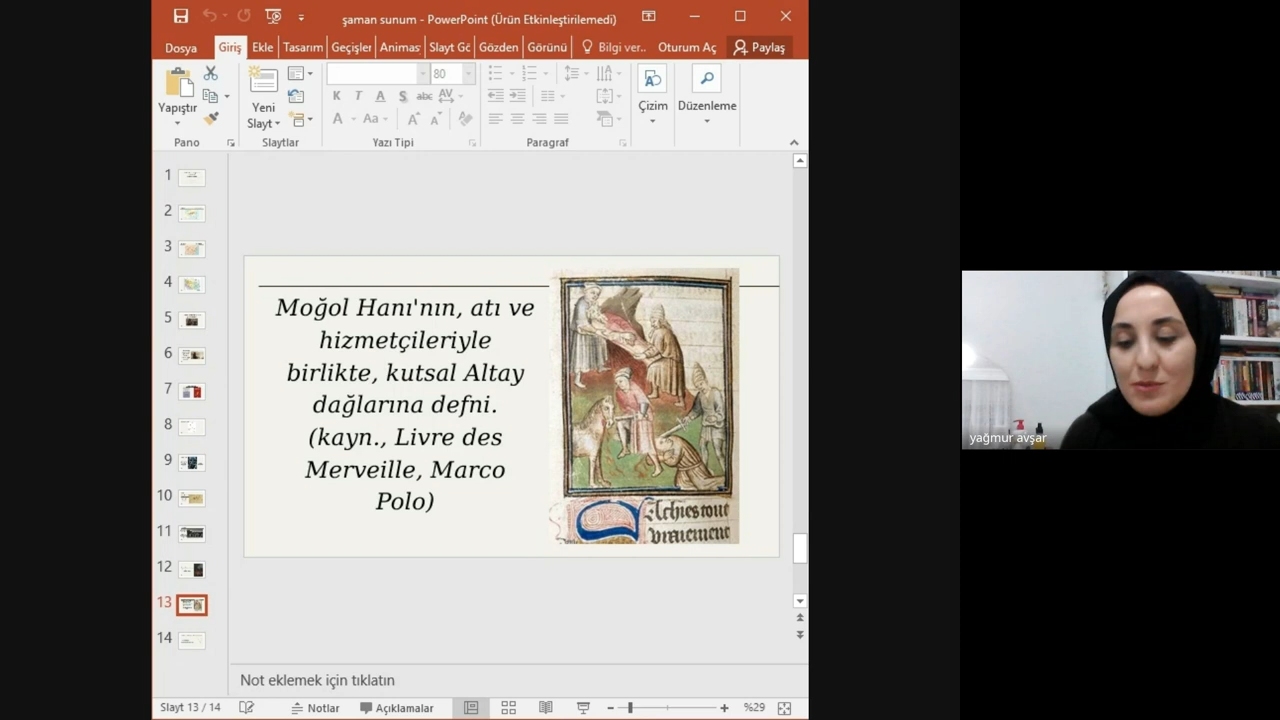 şaman sunum - PowerPoint (Ürün Etkinleştirilemedi)
Dosya Giriş Ekle Tasarım Geçişler Animas Slayt Gö Gözden Görünü Bilgi ver.. Oturum Aç Paylaş
80
Yapıştır
Yeni
Slayt
K T A S abc AV
A Aa A A
Çizim
Düzenleme
Pano Slaytlar Yazı Tipi Paragraf
1
2
3
4
5
6
7
8
9
10
11
12
13
14
Moğol Hanı'nın, atı ve
hizmetçileriyle
birlikte, kutsal Altay
dağlarına defni.
(kayn., Livre des
Merveille, Marco
Polo)
yağmur avşar
Not eklemek için tıklatın
Slayt 13 / 14 Notlar Açıklamalar %29